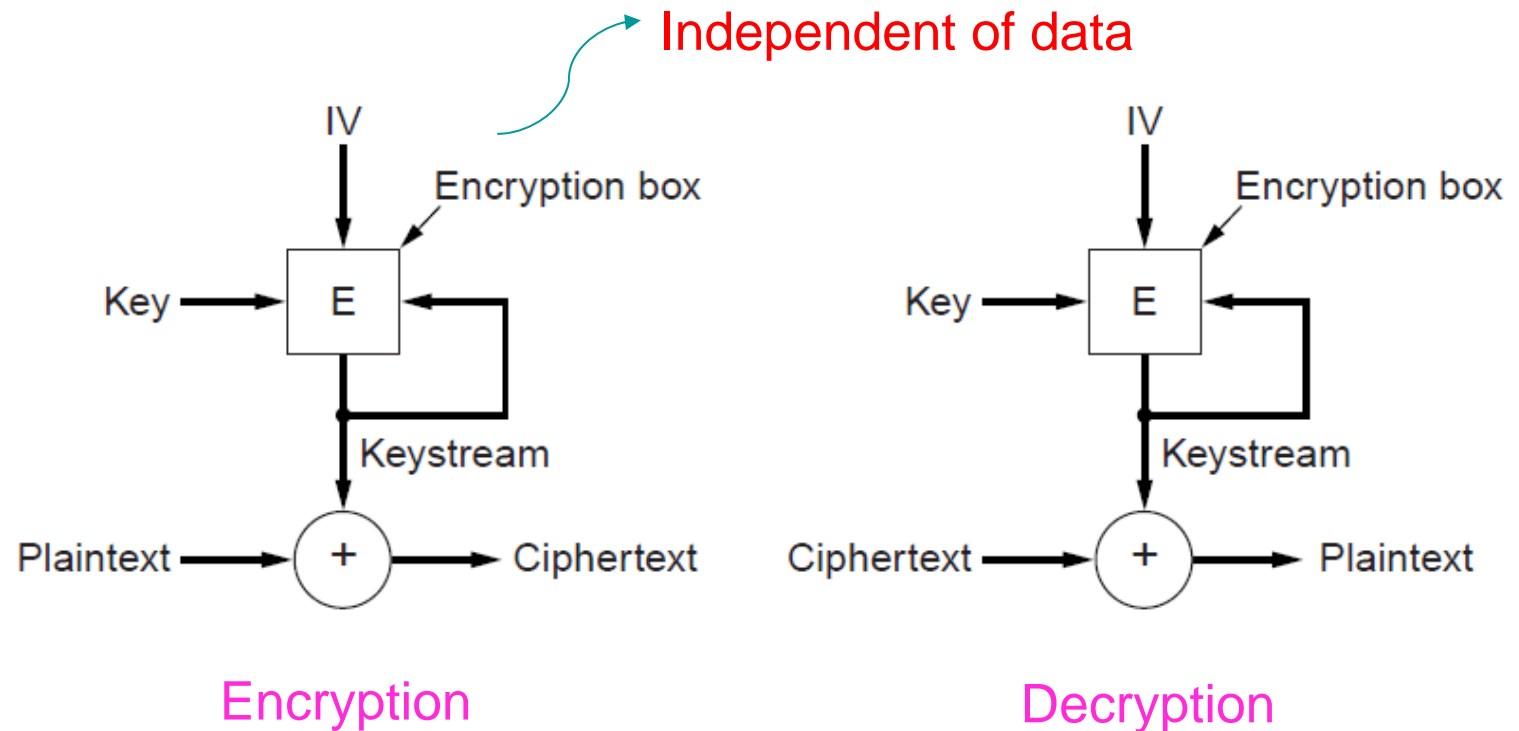 Independent of data
IV
IV
Encryption box
Encryption box
Key
E
Key
E
Keystream
Keystream
Plaintext
+
Ciphertext
Ciphertext
+
Plaintext
Encryption
Decryption